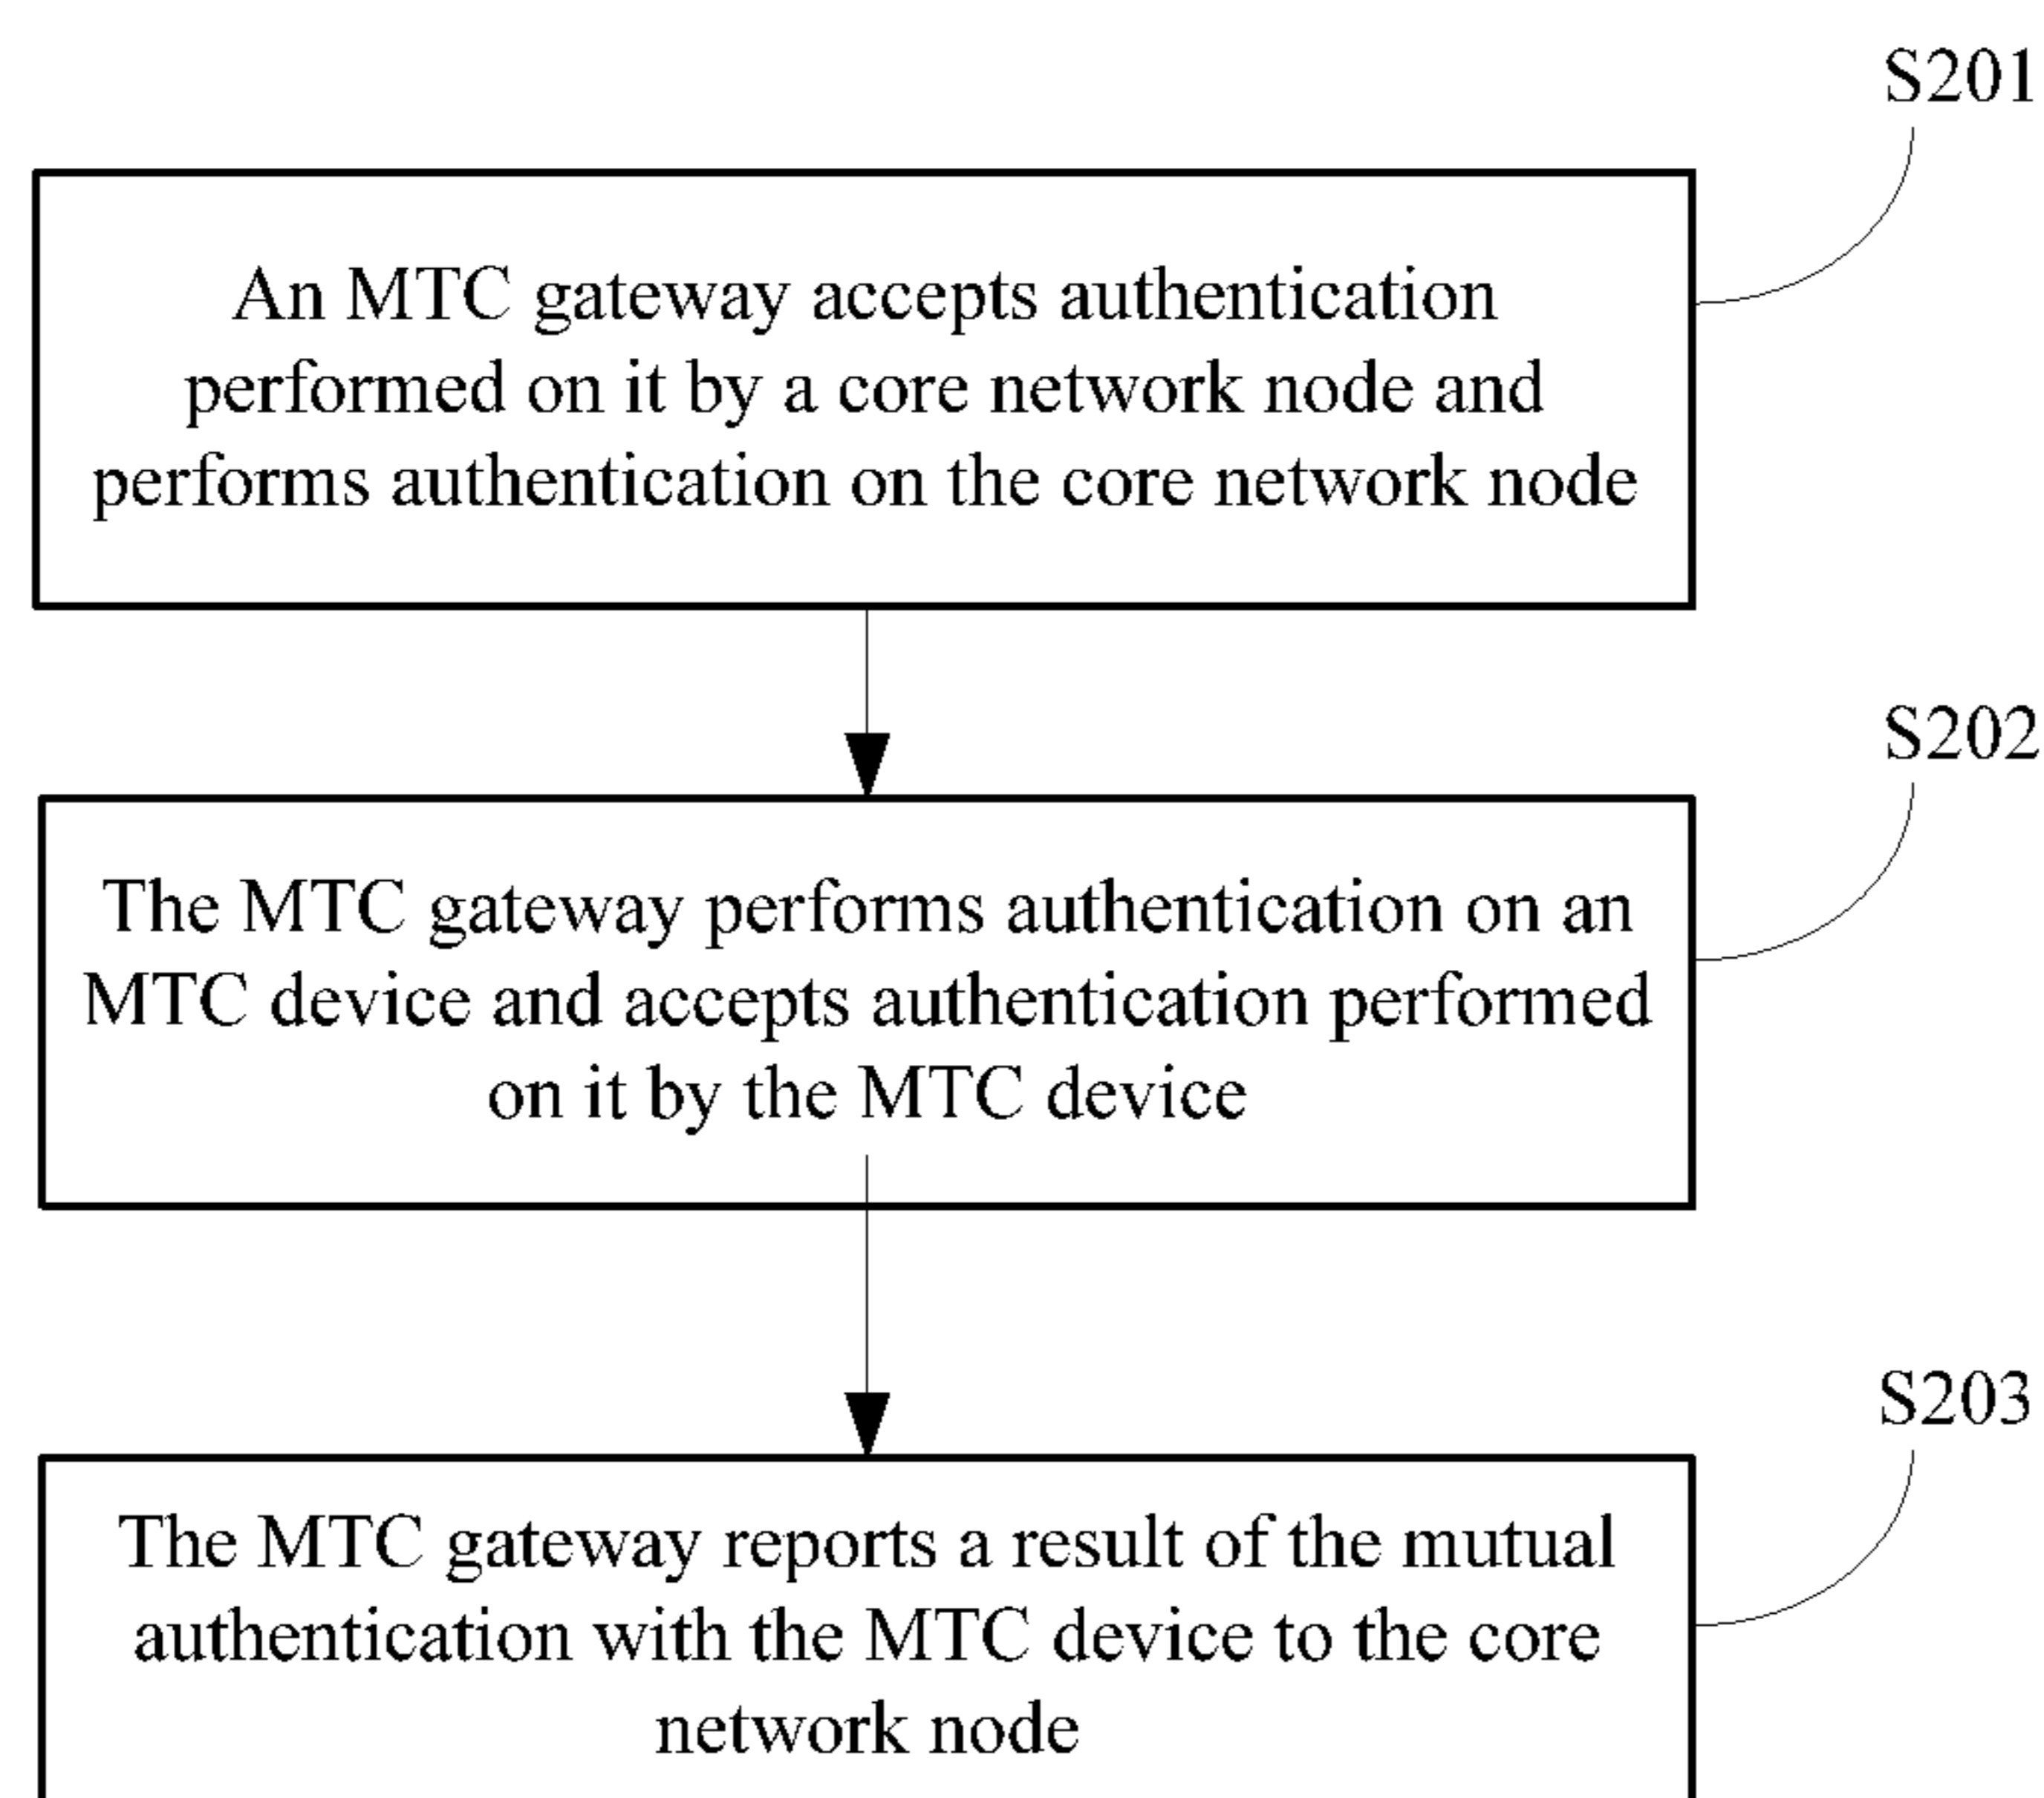 S201
An MTC gateway accepts authentication
performed on it by a core network node and
performs authentication on the core network node
S202
The MTC gateway performs authentication on an
MTC device and accepts authentication performed
on it by the MTC device
S203
The MTC gateway reports a result of the mutual
authentication with the MTC device to the core
network node